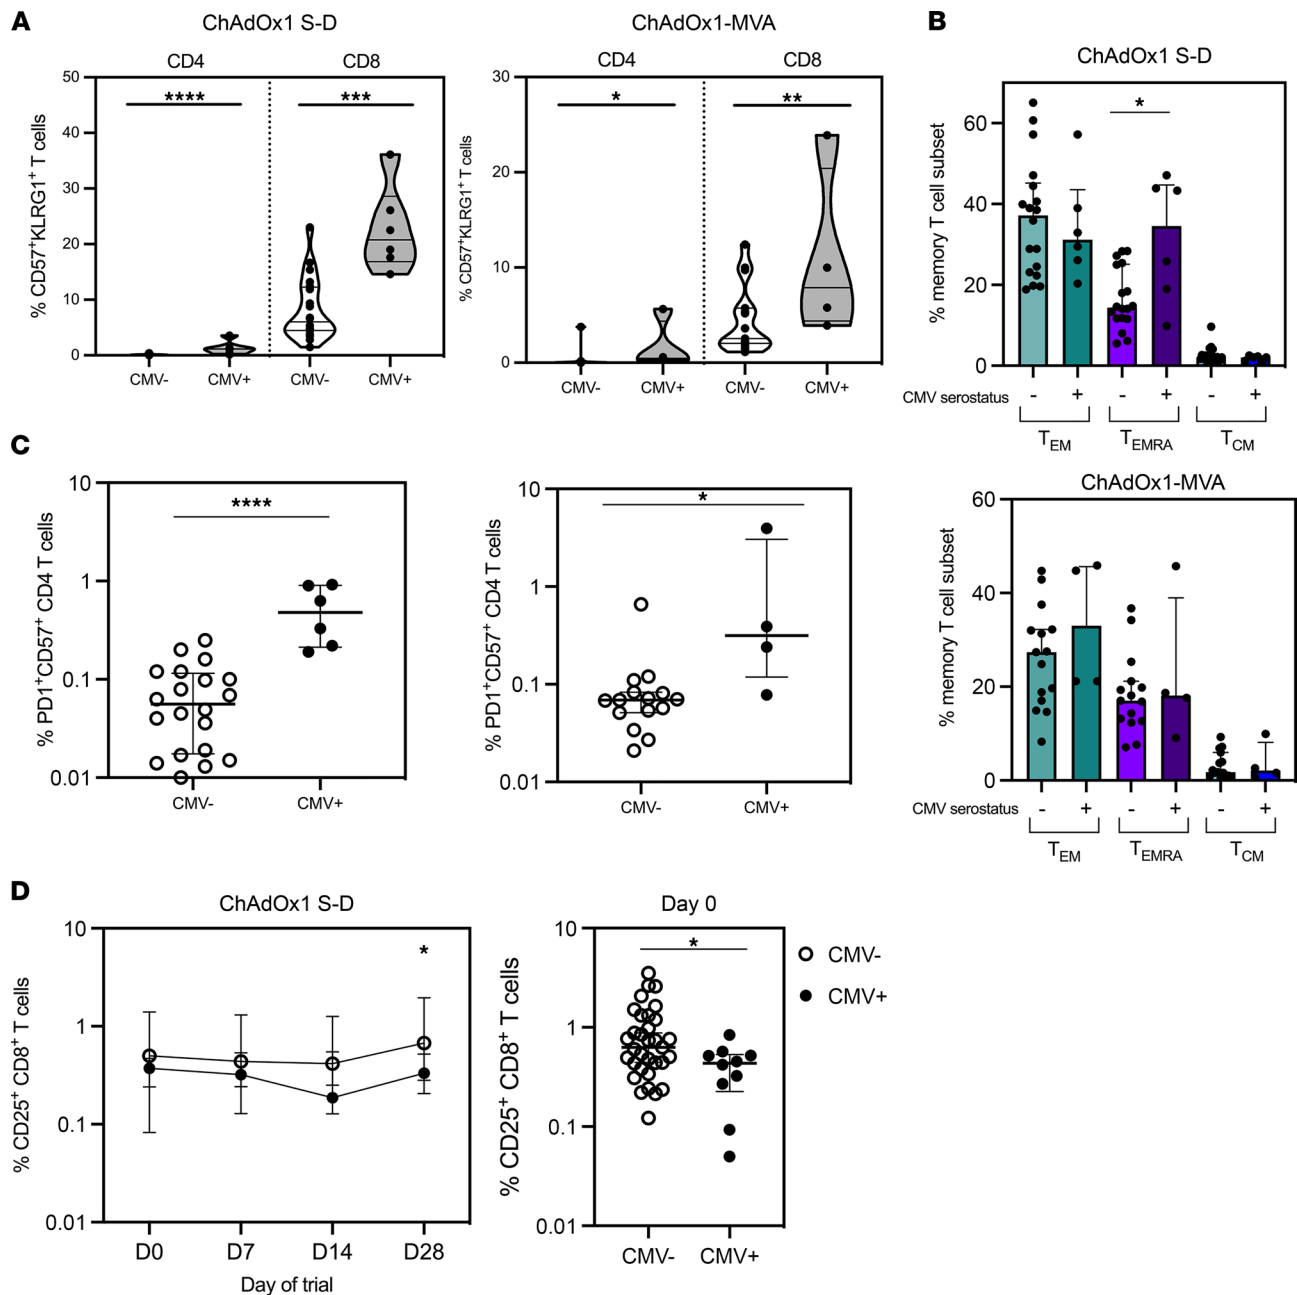 A
ChAdOx1 S-D
CD4
CD8
% CD57+KLRG1+ T cells
50
40
30
20
10
0
****
***
CMV-
CMV+
CMV-
CMV+
ChAdOx1-MVA
CD4
CD8
% CD57+KLRG1+ T cells
30
20
10
0
*
**
CMV-
CMV+
CMV-
CMV+
B
ChAdOx1 S-D
% memory T cell subset
60
40
20
0
*
CMV serostatus - + - + - +
TEM
TEMRA
TCM
ChAdOx1-MVA
% memory T cell subset
60
40
20
0
CMV serostatus - + - + - +
TEM
TEMRA
TCM
C
% PD1+CD57+ CD4 T cells
10
1
0.1
0.01
****
CMV-
CMV+
% PD1+CD57+ CD4 T cells
10
1
0.1
0.01
*
CMV-
CMV+
D
ChAdOx1 S-D
% CD25+ CD8+ T cells
10
1
0.1
0.01
*
D0
D7
D14
D28
Day of trial
Day 0
% CD25+ CD8+ T cells
10
1
0.1
0.01
*
CMV-
CMV+
CMV-
CMV+